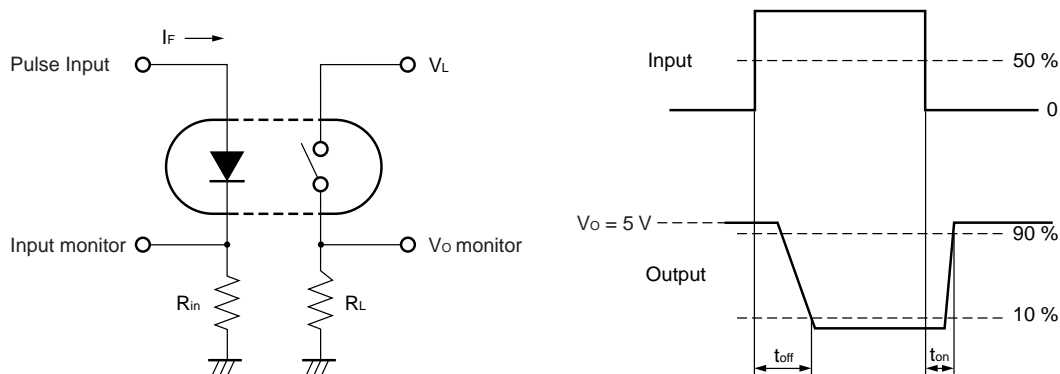 IF
Pulse Input
VL
Input monitor
VO monitor
Rin
RL
Input
50 %
0
VO = 5 V
90 %
Output
10 %
toff
ton